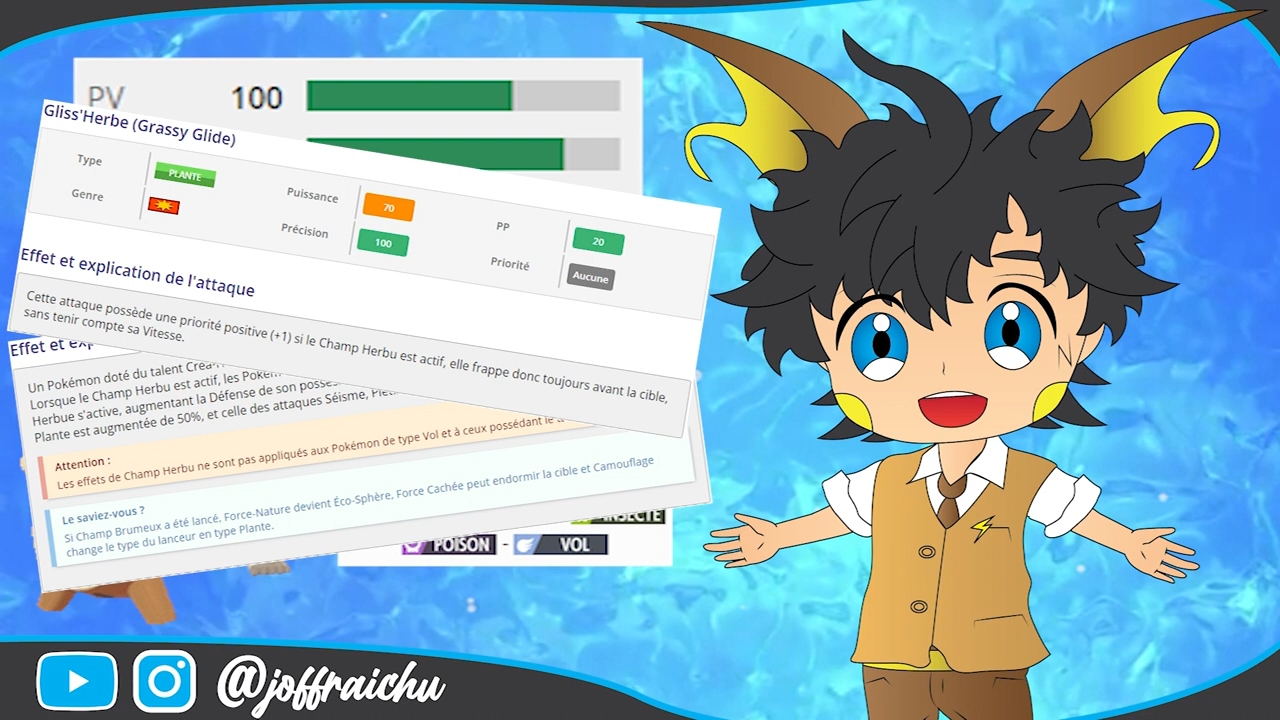 PV 100
Gliss'Herbe (Grassy Glide)
Type PLANTE Puissance 70 PP 20
Genre Précision 100 Priorité Aucune
Effet et explication de l'attaque
Cette attaque possède une priorité positive (+1) si le Champ Herbu est actif, elle frappe donc toujours avant la cible,
sans tenir compte sa Vitesse.
Effet et
Un Pokémon doté du talent
Lorsque le Champ Herbu est actif, les
Herbue s'active, augmentant la Défense de son
Plante est augmentée de 50%, et celle des attaques Séisme,
Attention :
Les effets de Champ Herbu ne sont pas appliqués aux Pokémon de type Vol et à ceux possédant le
Le saviez-vous ?
Si Champ Brumeux a été lancé, Force-Nature devient Éco-Sphère, Force Cachée peut endormir la cible et Camouflage
change le type du lanceur en type Plante.
INSECTE
POISON - VOL
@joffraichu